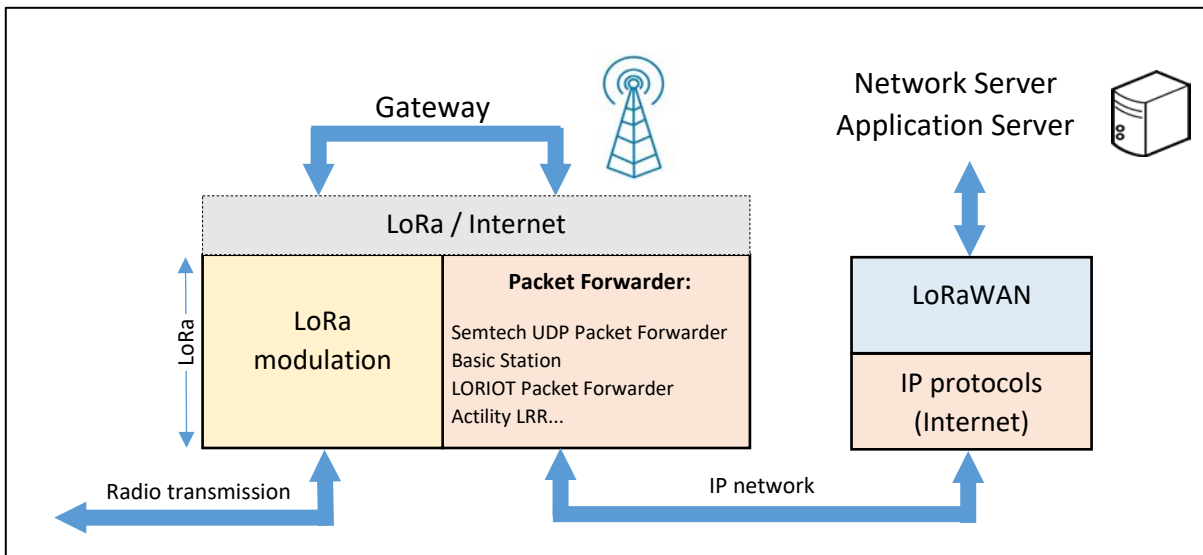 Gateway
Network Server
Application Server
LoRa / Internet
LoRa
LoRa
modulation
Packet Forwarder:
Semtech UDP Packet Forwarder
Basic Station
LORIOT Packet Forwarder
Actility LRR...
LoRaWAN
IP protocols
(Internet)
Radio transmission
IP network